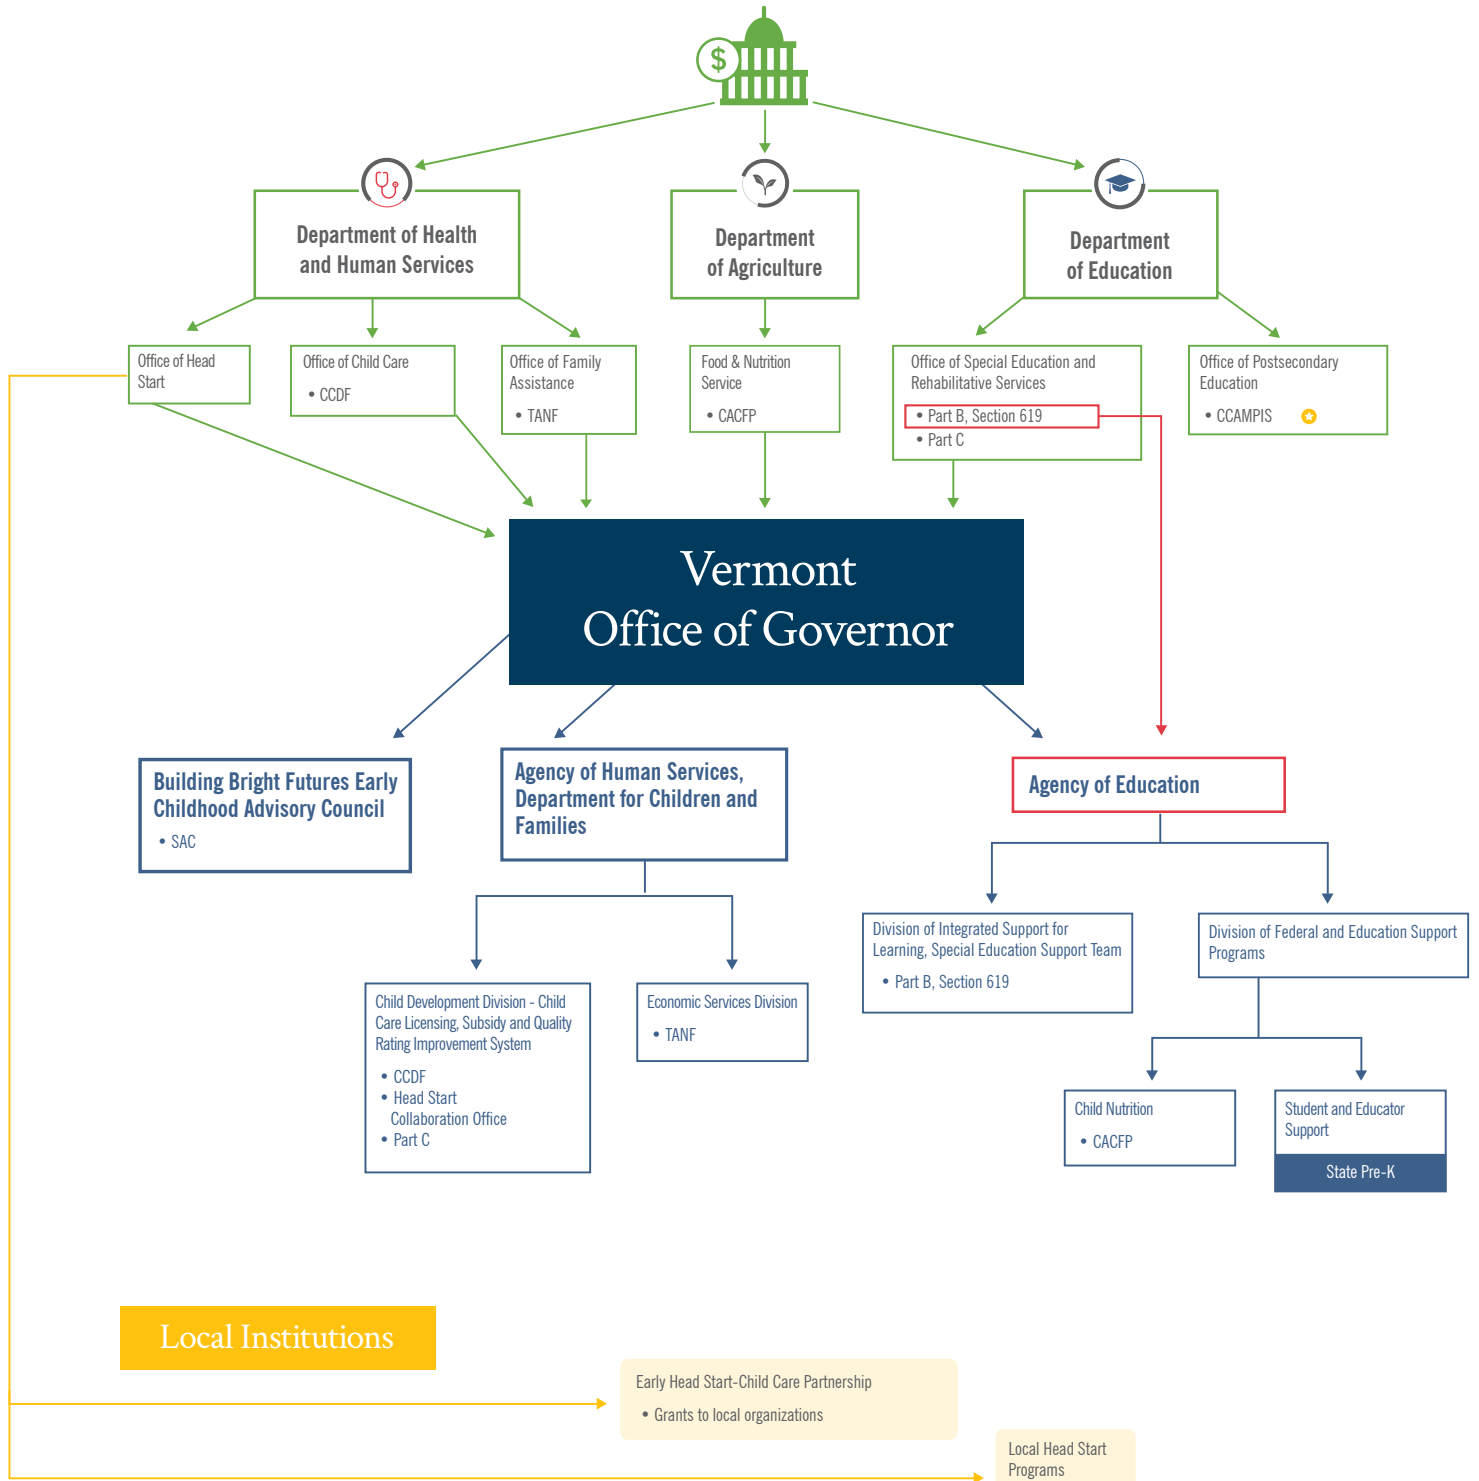 $
Department of Health
and Human Services
Department
of Agriculture
Department
of Education
Office of Head
Start
Office of Child Care
• CCDF
Office of Family
Assistance
• TANF
Food & Nutrition
Service
• CACFP
Office of Special Education and
Rehabilitative Services
• Part B, Section 619
• Part C
Office of Postsecondary
Education
• CCAMPIS
Vermont
Office of Governor
Building Bright Futures Early
Childhood Advisory Council
• SAC
Agency of Human Services,
Department for Children and
Families
Agency of Education
Division of Integrated Support for
Learning, Special Education Support Team
• Part B, Section 619
Division of Federal and Education Support
Programs
Child Development Division - Child
Care Licensing, Subsidy and Quality
Rating Improvement System
• CCDF
• Head Start
Collaboration Office
• Part C
Economic Services Division
• TANF
Child Nutrition
• CACFP
Student and Educator
Support
State Pre-K
Local Institutions
Early Head Start-Child Care Partnership
• Grants to local organizations
Local Head Start
Programs